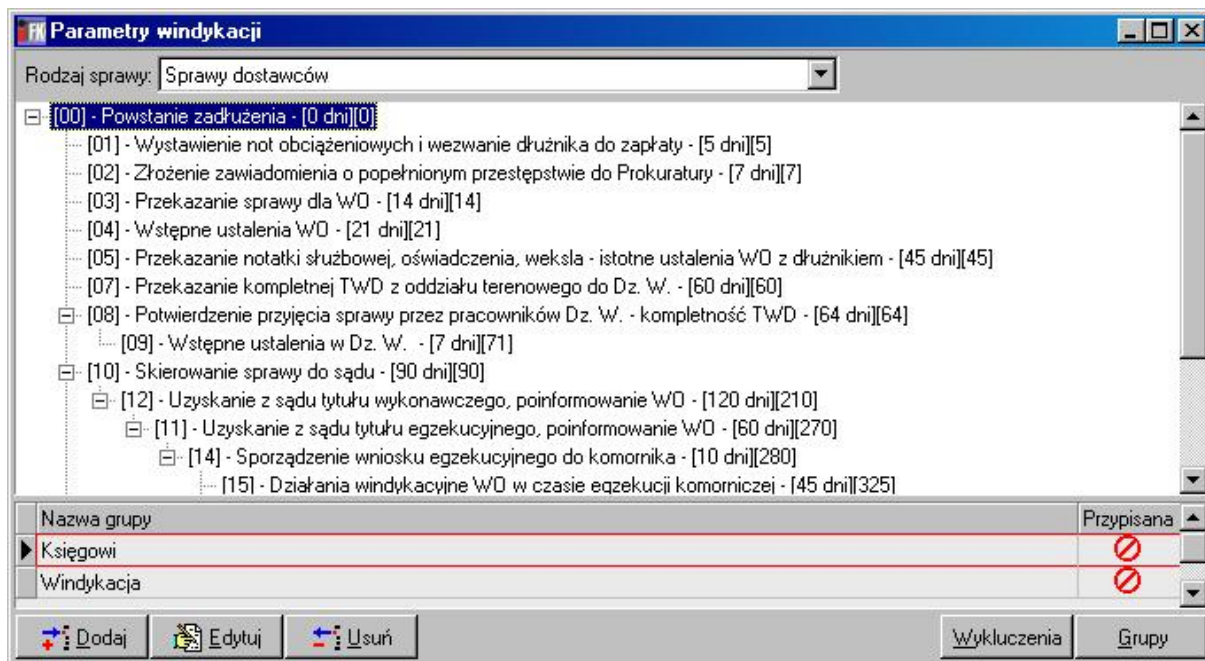 FK Parametry windykacji
Rodzaj sprawy: Sprawy dostawców
[00] - Powstanie zadłużenia - [0 dni][0]
[01] - Wystawienie not obciążeniowych i wezwanie dłużnika do zapłaty - [5 dni][5]
[02] - Złożenie zawiadomienia o popełnionym przestępstwie do Prokuratury - [7 dni][7]
[03] - Przekazanie sprawy dla WO - [14 dni][14]
[04] - Wstępne ustalenia WO - [21 dni][21]
[05] - Przekazanie notatki służbowej, oświadczenia, weksla - istotne ustalenia WO z dłużnikiem - [45 dni][45]
[07] - Przekazanie kompletnej TWD z oddziału terenowego do Dz. W. - [60 dni][60]
[08] - Potwierdzenie przyjęcia sprawy przez pracowników Dz. W. - kompletność TWD - [64 dni][64]
[09] - Wstępne ustalenia w Dz. W. - [7 dni][71]
[10] - Skierowanie sprawy do sądu - [90 dni][90]
[12] - Uzyskanie z sądu tytułu wykonawczego, poinformowanie WO - [120 dni][210]
[11] - Uzyskanie z sądu tytułu egzekucyjnego, poinformowanie WO - [60 dni][270]
[14] - Sporządzenie wniosku egzekucyjnego do komornika - [10 dni][280]
[15] - Działania windykacyjne WO w czasie egzekucji komorniczej - [45 dni][325]
Nazwa grupy Przypisana
Księgowi
Windykacja
Dodaj Edytuj Usuń Wykluczenia Grupy